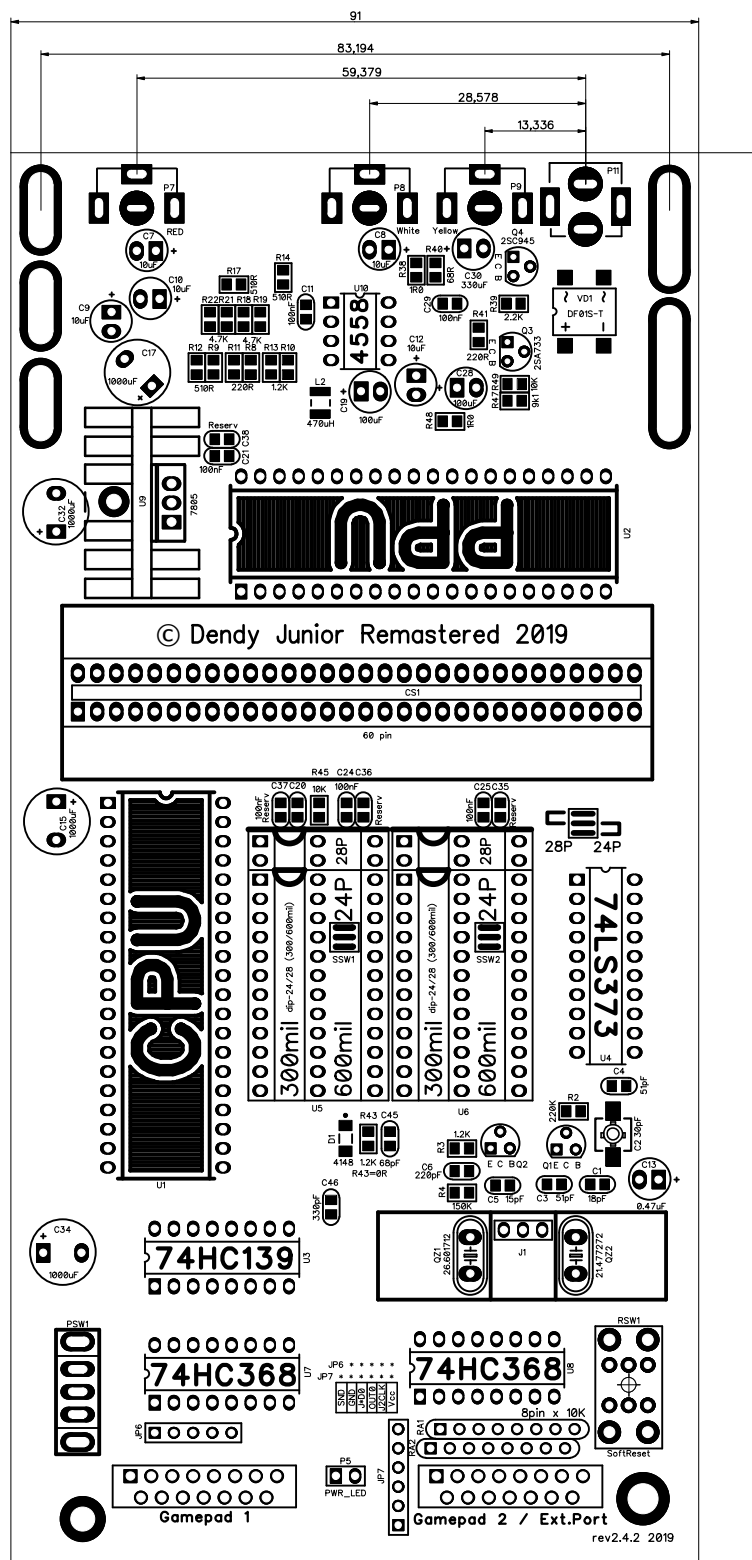 91
83,194
59,379
28,578
13,336
P7
RED
P8
White
P9
Yellow
P11
C7
10uF
C8
10uF
R38
1R0
R40
68R
C30
330uF
Q4
2SC945
E C B
R14
510R
R17
510R
C10
10uF
C9
10uF
C11
100nF
U10
4558
C29
100nF
R39
2.2K
VD1
DF01S-T
R22 R21 R18 R19
4.7K 4.7K
R41
220R
Q3
2SA733
E C B
C12
10uF
C17
1000uF
R12 R9 R11 R8 R13 R10
510R 220R 1.2K
L2
470uH
C19
100uF
C28
100uF
R49
10K
R47
9k1
R48
1R0
Reserv
C38
C21
100nF
U9
7805
C32
1000uF
PPU
U2
© Dendy Junior Remastered 2019
CS1
60 pin
C37 C20
100nF
Reserv
R45
10K
C24 C36
100nF
Reserv
C25 C35
100nF
Reserv
C15
1000uF
28P 24P
28P
28P
24P
24P
SSW1
SSW2
dip-24/28 (300/600mil)
dip-24/28 (300/600mil)
300mil
600mil
300mil
600mil
U5
U6
CPU
U1
74LS373
U4
C4
51pF
R2
220K
C2 30pF
D1
4148
R43
1.2K
R43=0R
C45
68pF
R3
1.2K
C6
220pF
R4
150K
E C B Q2
Q1 E C B
C5 15pF
C3 51pF
C1
18pF
C13
0.47uF
C46
330pF
C34
1000uF
74HC139
U3
QZ1
26.601712
J1
QZ2
21.477272
PSW1
74HC368
U7
JP6
JP6 * * * * *
JP7 * * * * * *
SND
GND
J*D0
OUT0
J2CLK
Vcc
74HC368
U8
RSW1
SoftReset
8pin x 10K
RA1
RA2
JP7
P5
PWR_LED
Gamepad 1
Gamepad 2 / Ext.Port
rev2.4.2 2019